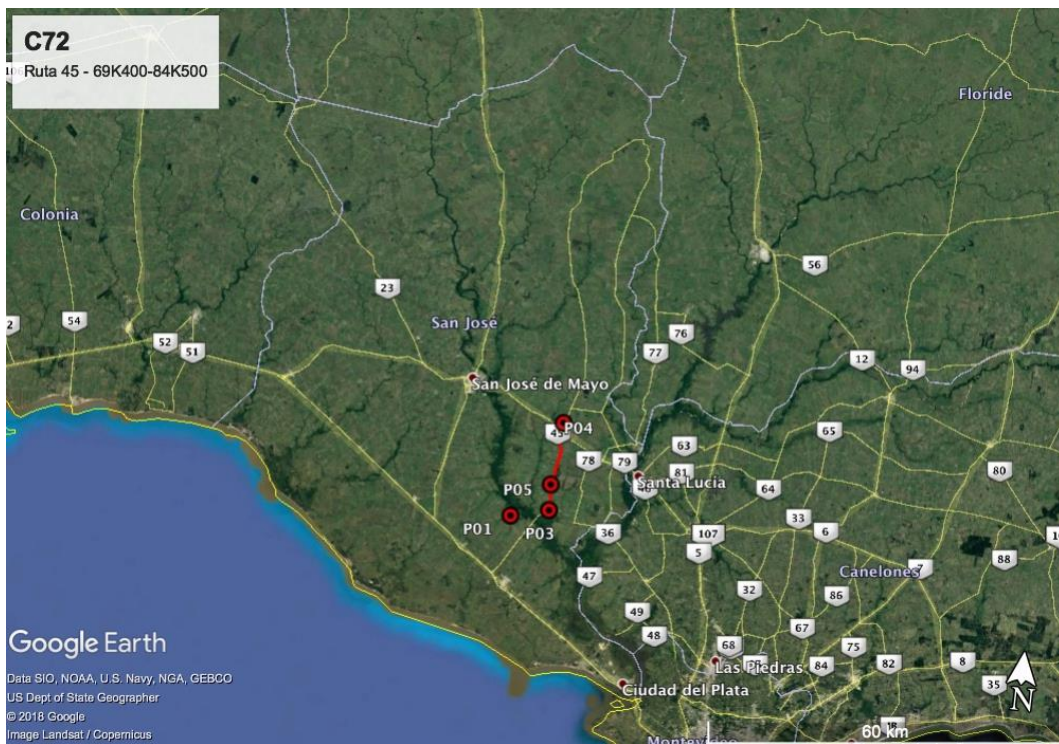 C72
Ruta 45 - 69K400-84K500
Floride
Colonia
56
23
54
San José
76
52
51
77
12
94
San José de Mayo
P04
45
65
63
78
79
81
80
Santa Lucia
P05
64
33
P01
P03
36
107
6
5
88
47
Canelones
7
32
86
49
67
48
68
75
Las Piedras
84
82
8
35
Ciudad del Plata
N
60 km
Google Earth
Data SIO, NOAA, U.S. Navy, NGA, GEBCO
US Dept of State Geographer
© 2018 Google
Image Landsat / Copernicus